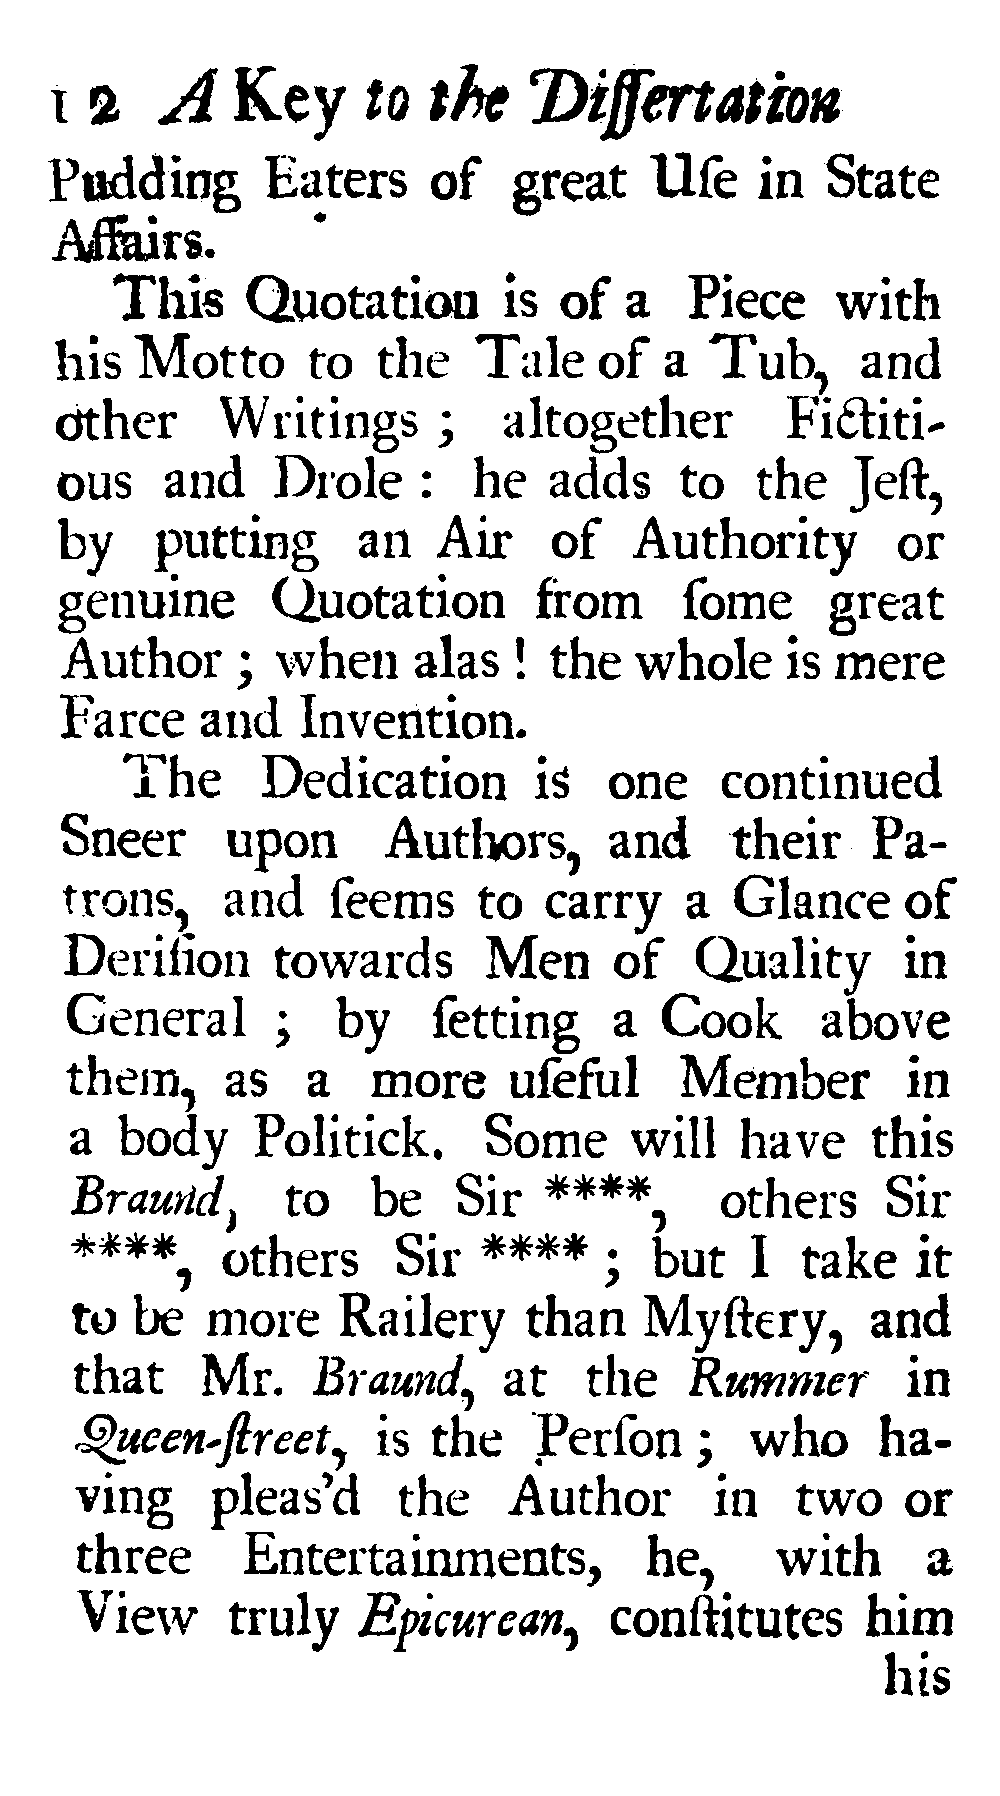 12 A Key to the Diſſertation
Pudding Eaters of great Uſe in State
Affairs.
This Quotation is of a Piece with
his Motto to the Tale of a Tub, and
other Writings ; altogether Fictiti-
ous and Drole : he adds to the Jeſt,
by putting an Air of Authority or
genuine Quotation from ſome great
Author ; when alas ! the whole is mere
Farce and Invention.
The Dedication is one continued
Sneer upon Authors, and their Pa-
trons, and ſeems to carry a Glance of
Deriſion towards Men of Quality in
General ; by ſetting a Cook above
them, as a more uſeful Member in
a body Politick. Some will have this
Braund, to be Sir ****, others Sir
****, others Sir **** ; but I take it
to be more Railery than Myſtery, and
that Mr. Braund, at the Rummer in
Queen-ſtreet, is the Perſon ; who ha-
ving pleas'd the Author in two or
three Entertainments, he, with a
View truly Epicurean, conſtitutes him
his